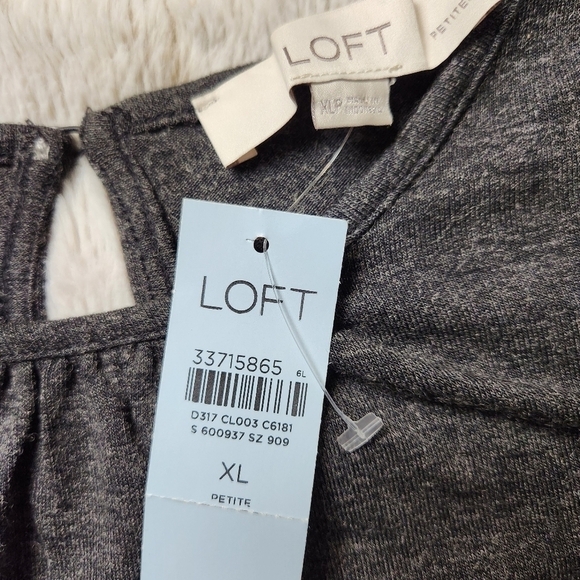 LOFT
PETITE
XLP
LOFT
33715865
6L
D317 CL003 C6181
S 600937 SZ 909
XL
PETITE